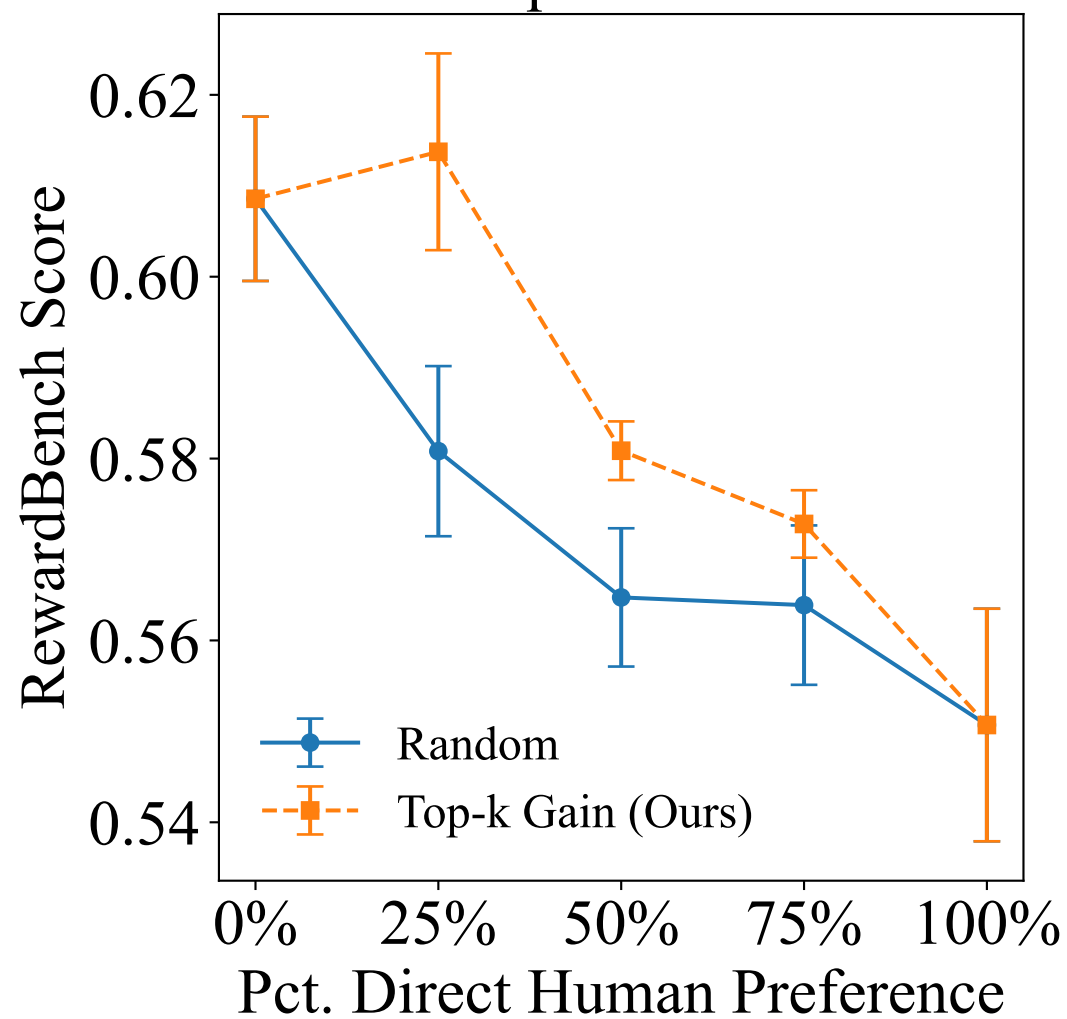 0.62
0.60
0.58
0.56
0.54
RewardBench Score
Random
Top-k Gain (Ours)
0% 25% 50% 75% 100%
Pct. Direct Human Preference